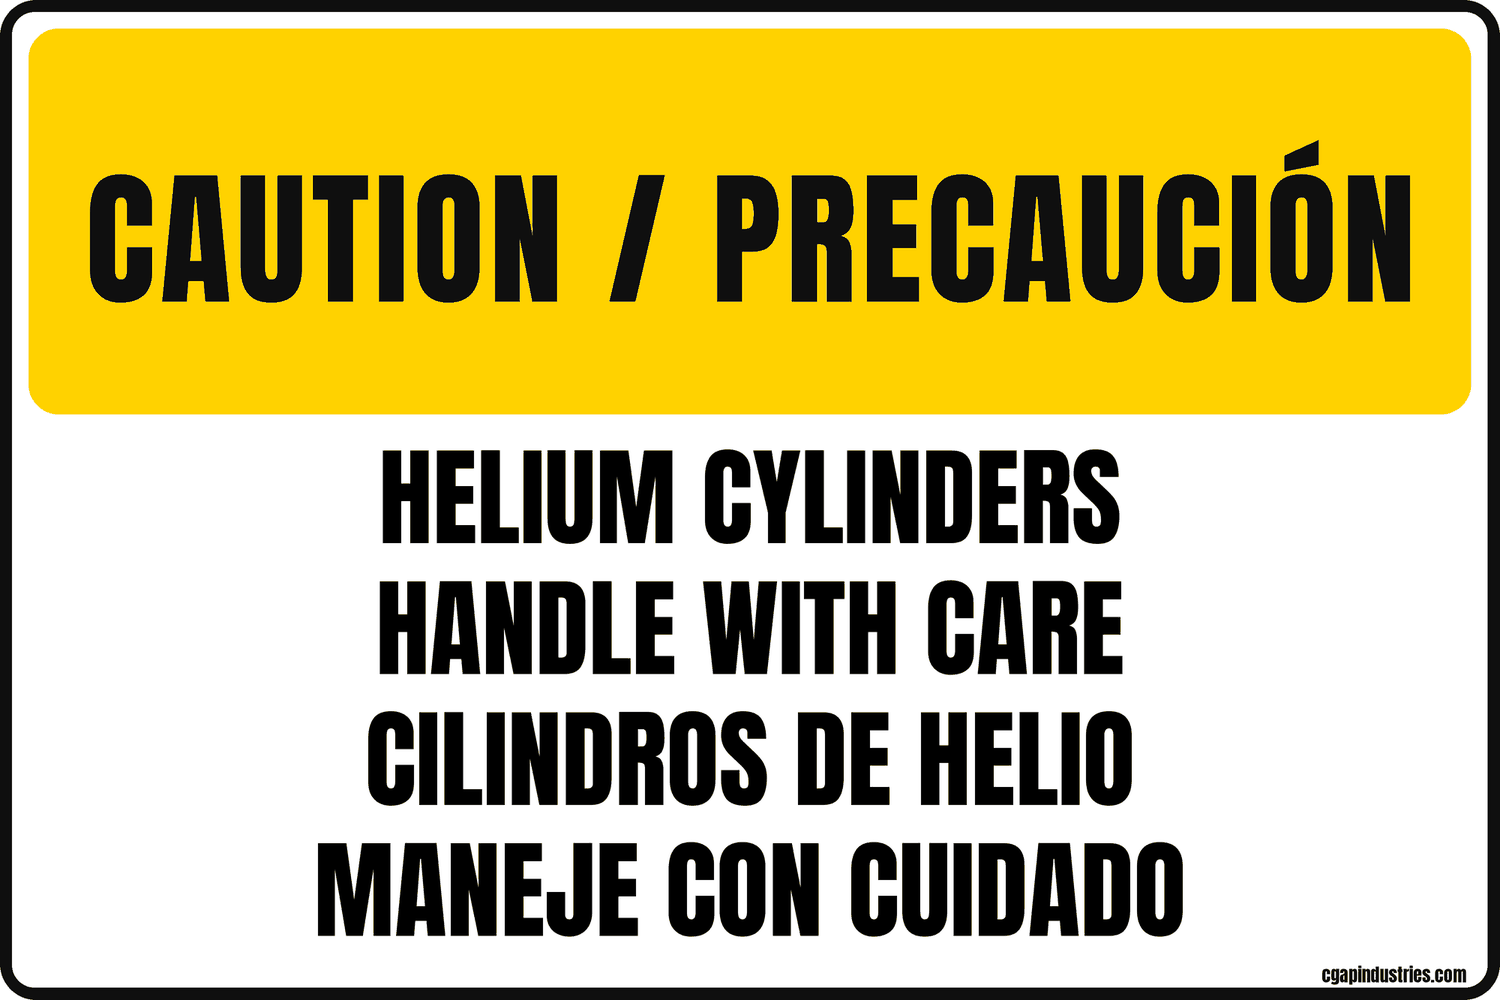 CAUTION / PRECAUCIÓN
HELIUM CYLINDERS
HANDLE WITH CARE
CILINDROS DE HELIO
MANEJE CON CUIDADO
cgapindustries.com